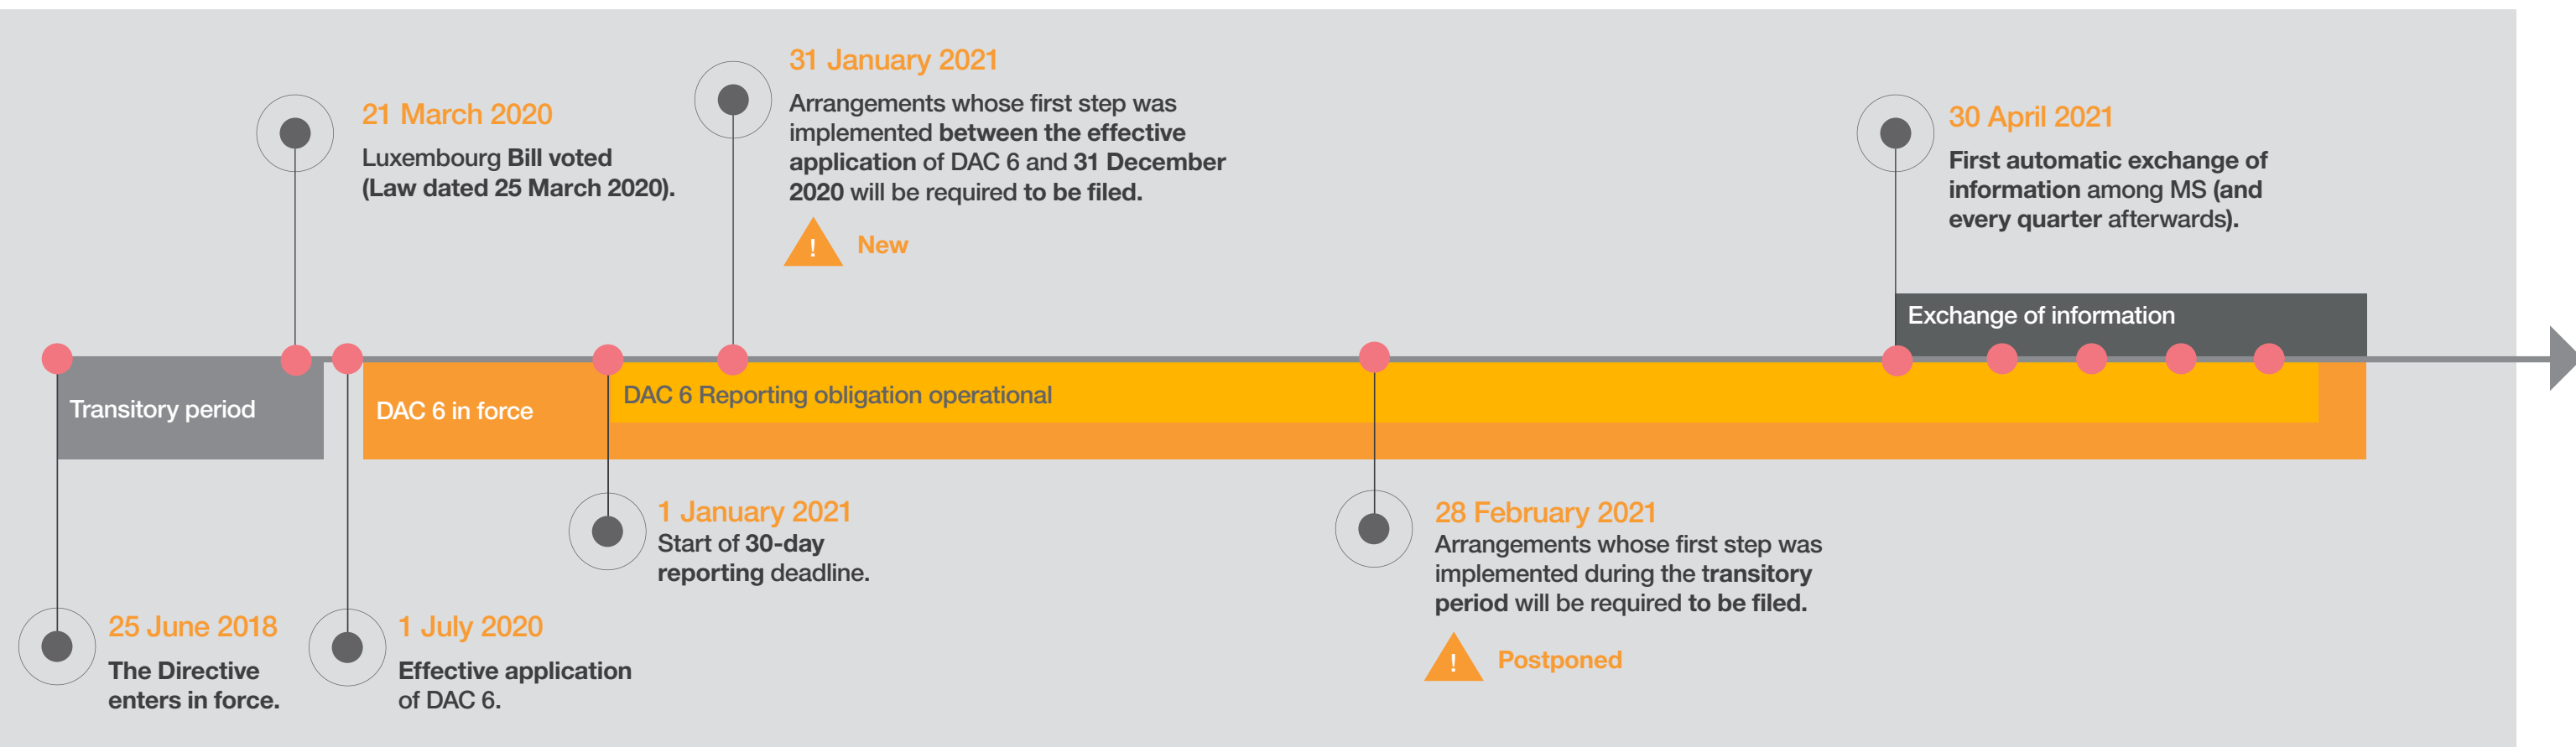 31 January 2021
Arrangements whose first step was
implemented between the effective
application of DAC 6 and 31 December
2020 will be required to be filed.
! New
21 March 2020
Luxembourg Bill voted
(Law dated 25 March 2020).
30 April 2021
First automatic exchange of
information among MS (and
every quarter afterwards).
Exchange of information
Transitory period
DAC 6 in force
DAC 6 Reporting obligation operational
1 January 2021
Start of 30-day
reporting deadline.
28 February 2021
Arrangements whose first step was
implemented during the transitory
period will be required to be filed.
! Postponed
25 June 2018
The Directive
enters in force.
1 July 2020
Effective application
of DAC 6.